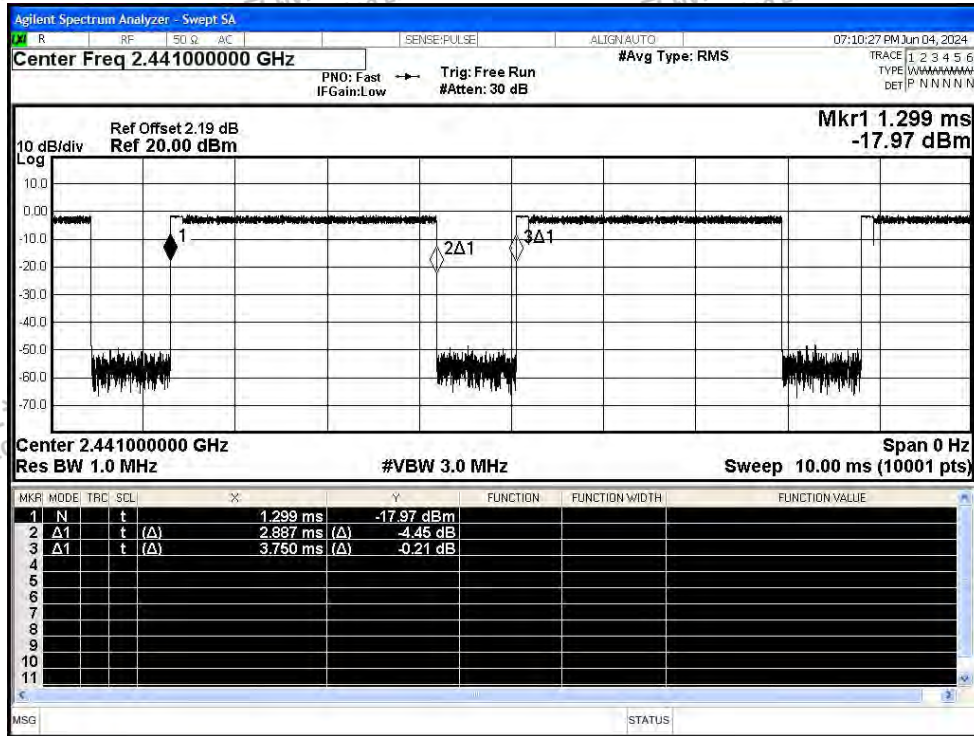 Agilent Spectrum Analyzer - Swept SA
LXI R RF 50 Ω AC SENSE:PULSE ALIGN AUTO 07:10:27 PM Jun 04, 2024
Center Freq 2.441000000 GHz #Avg Type: RMS TRACE 1 2 3 4 5 6
PNO: Fast Trig: Free Run TYPE WWWWWW
IFGain:Low #Atten: 30 dB DET P N N N N N
Mkr1 1.299 ms
Ref Offset 2.19 dB
10 dB/div Ref 20.00 dBm -17.97 dBm
Log
10.0
0.00
-10.0
1 2Δ1 3Δ1
-20.0
-30.0
-40.0
-50.0
-60.0
-70.0
Center 2.441000000 GHz Span 0 Hz
Res BW 1.0 MHz #VBW 3.0 MHz Sweep 10.00 ms (10001 pts)
MKR MODE TRC SCL X Y FUNCTION FUNCTION WIDTH FUNCTION VALUE
1 N t 1.299 ms -17.97 dBm
2 Δ1 t (Δ) 2.887 ms (Δ) -4.45 dB
3 Δ1 t (Δ) 3.750 ms (Δ) -0.21 dB
4
5
6
7
8
9
10
11
MSG STATUS